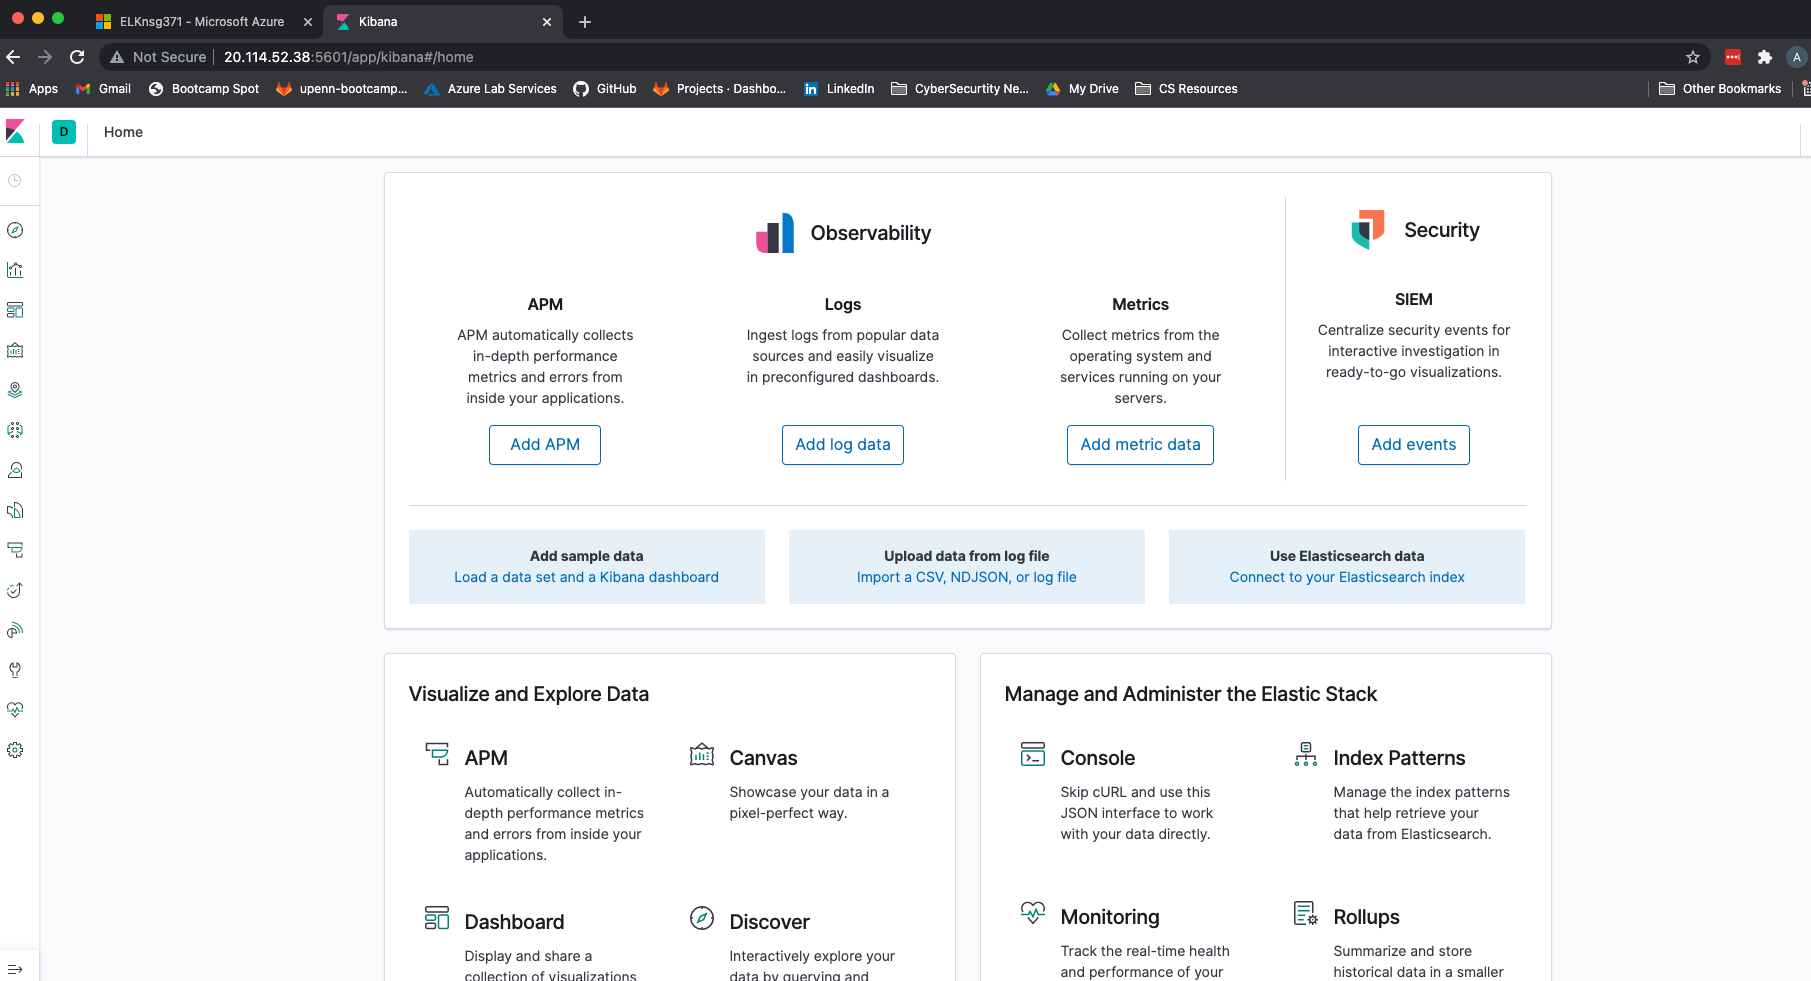 ELKnsg371 - Microsoft Azure
Kibana
Not Secure
20.114.52.38:5601/app/kibana#/home
A
Apps
Gmail
Bootcamp Spot
upenn-bootcamp...
Azure Lab Services
GitHub
Projects · Dashbo...
LinkedIn
CyberSecurtity Ne...
My Drive
CS Resources
Other Bookmarks
D
Home
Observability
Security
APM
APM automatically collects
in-depth performance
metrics and errors from
inside your applications.
Add APM
Logs
Ingest logs from popular data
sources and easily visualize
in preconfigured dashboards.
Add log data
Metrics
Collect metrics from the
operating system and
services running on your
servers.
Add metric data
SIEM
Centralize security events for
interactive investigation in
ready-to-go visualizations.
Add events
Add sample data
Load a data set and a Kibana dashboard
Upload data from log file
Import a CSV, NDJSON, or log file
Use Elasticsearch data
Connect to your Elasticsearch index
Visualize and Explore Data
APM
Automatically collect in-
depth performance metrics
and errors from inside your
applications.
Canvas
Showcase your data in a
pixel-perfect way.
Dashboard
Display and share a
collection of visualizations
Discover
Interactively explore your
data by querying and
Manage and Administer the Elastic Stack
Console
Skip cURL and use this
JSON interface to work
with your data directly.
Index Patterns
Manage the index patterns
that help retrieve your
data from Elasticsearch.
Monitoring
Track the real-time health
and performance of your
Rollups
Summarize and store
historical data in a smaller